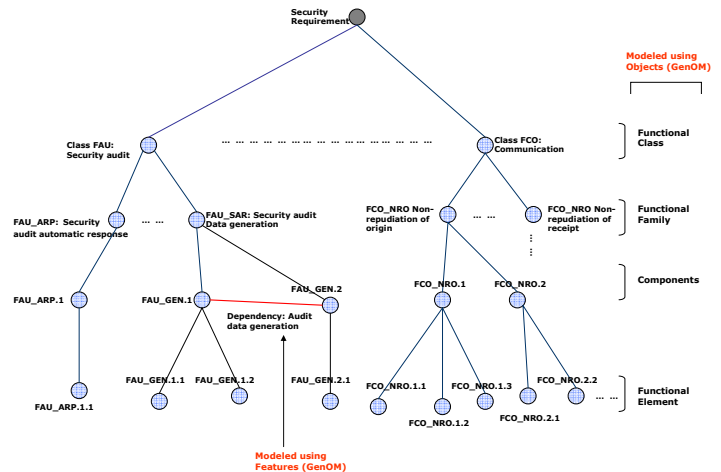 Security
Requirement
Modeled using
Objects (GenOM)
Class FAU:
Security audit
... ... ... ... ... ... ... ... ... ... ... ... ... ... ...
Class FCO:
Communication
Functional
Class
FAU_ARP: Security
audit automatic response
... ...
FAU_SAR: Security audit
Data generation
FCO_NRO Non-
repudiation of
origin
... ...
FCO_NRO Non-
repudiation of
receipt
Functional
Family
FAU_ARP.1
FAU_GEN.1
FAU_GEN.2
Dependency: Audit
data generation
FCO_NRO.1
FCO_NRO.2
Components
FAU_ARP.1.1
FAU_GEN.1.1
FAU_GEN.1.2
FAU_GEN.2.1
FCO_NRO.1.1
FCO_NRO.1.2
FCO_NRO.1.3
FCO_NRO.2.1
FCO_NRO.2.2
... ...
Functional
Element
Modeled using
Features (GenOM)